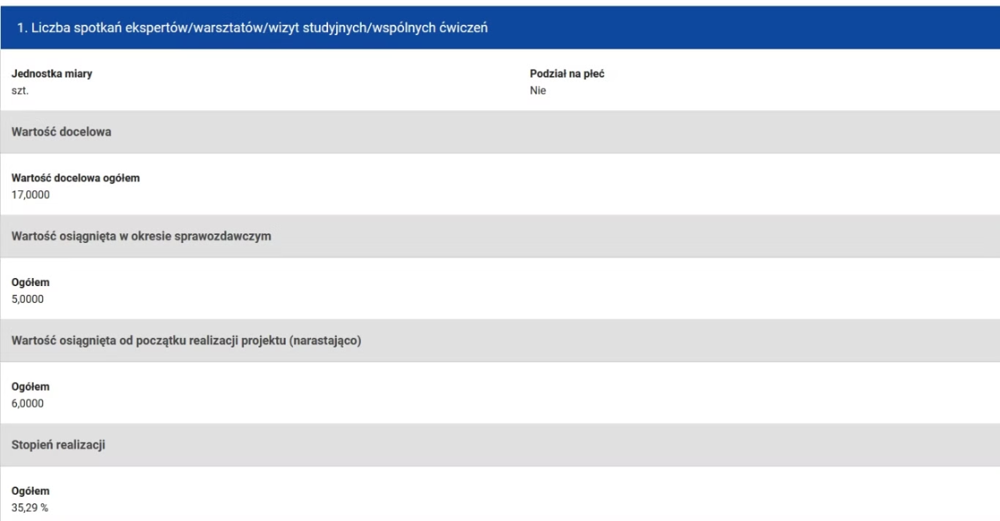 1. Liczba spotkań ekspertów/warsztatów/wizyt studyjnych/wspólnych ćwiczeń
Jednostka miary
szt.
Podział na płeć
Nie
Wartość docelowa
Wartość docelowa ogółem
17,0000
Wartość osiągnięta w okresie sprawozdawczym
Ogółem
5,0000
Wartość osiągnięta od początku realizacji projektu (narastająco)
Ogółem
6,0000
Stopień realizacji
Ogółem
35,29 %